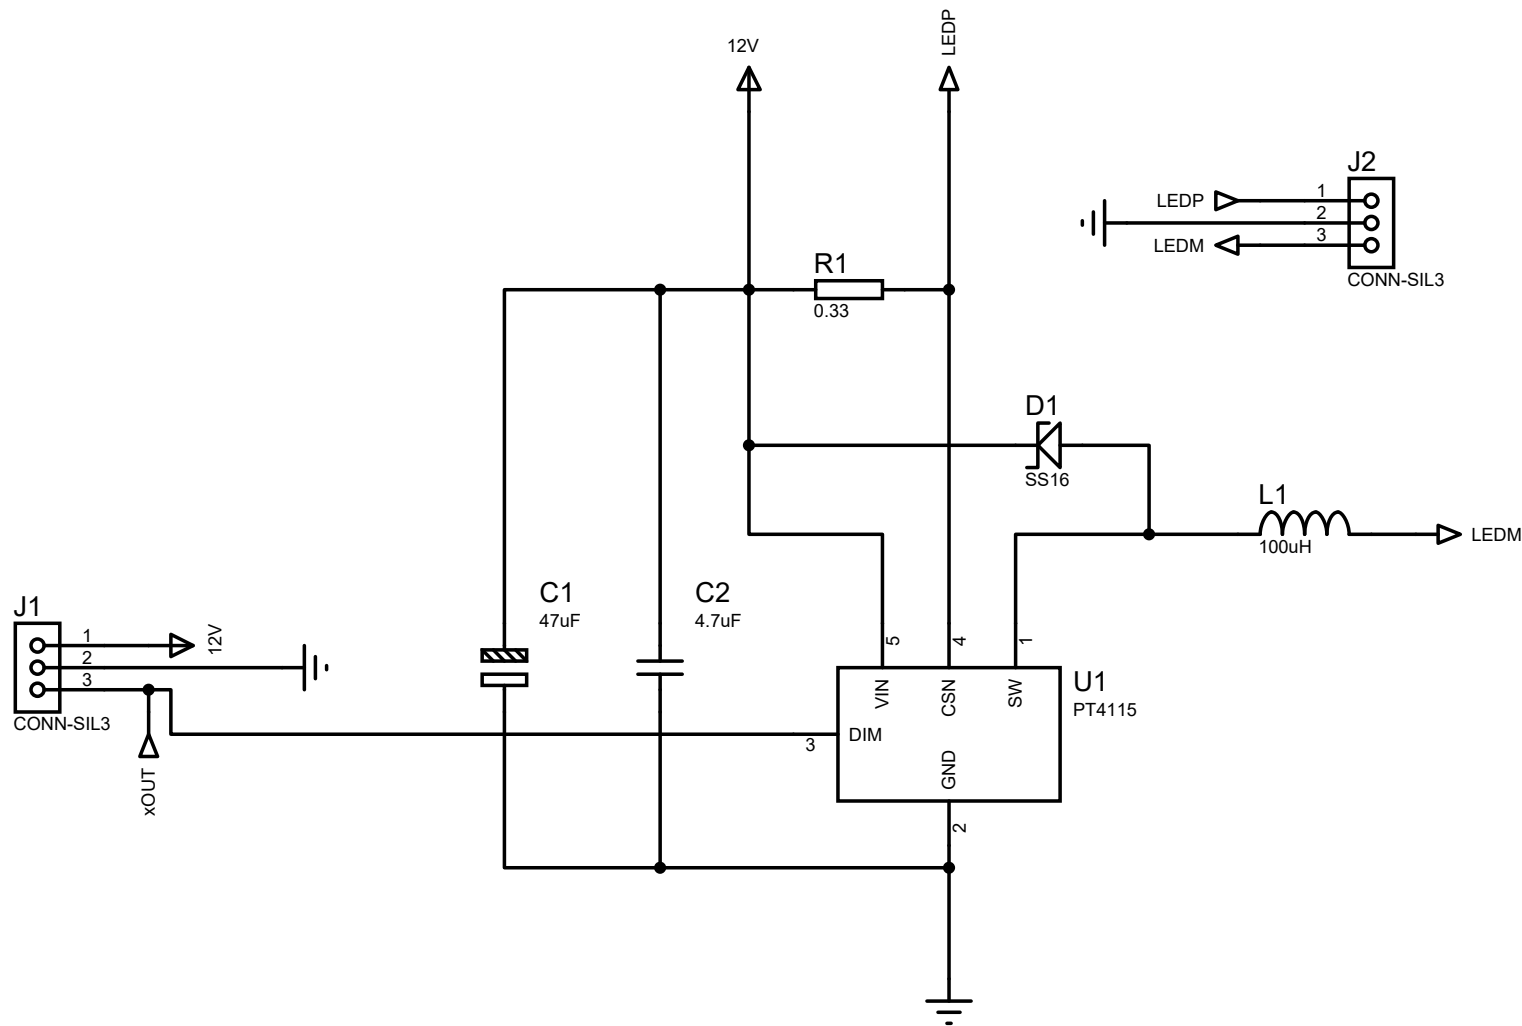 12V
LEDP
J2
LEDP
1
2
LEDM
3
CONN-SIL3
R1
0.33
D1
SS16
L1
100uH
LEDM
C1
47uF
C2
4.7uF
J1
1
12V
2
3
CONN-SIL3
xOUT
5
4
1
VIN
CSN
SW
U1
PT4115
3
DIM
GND
2